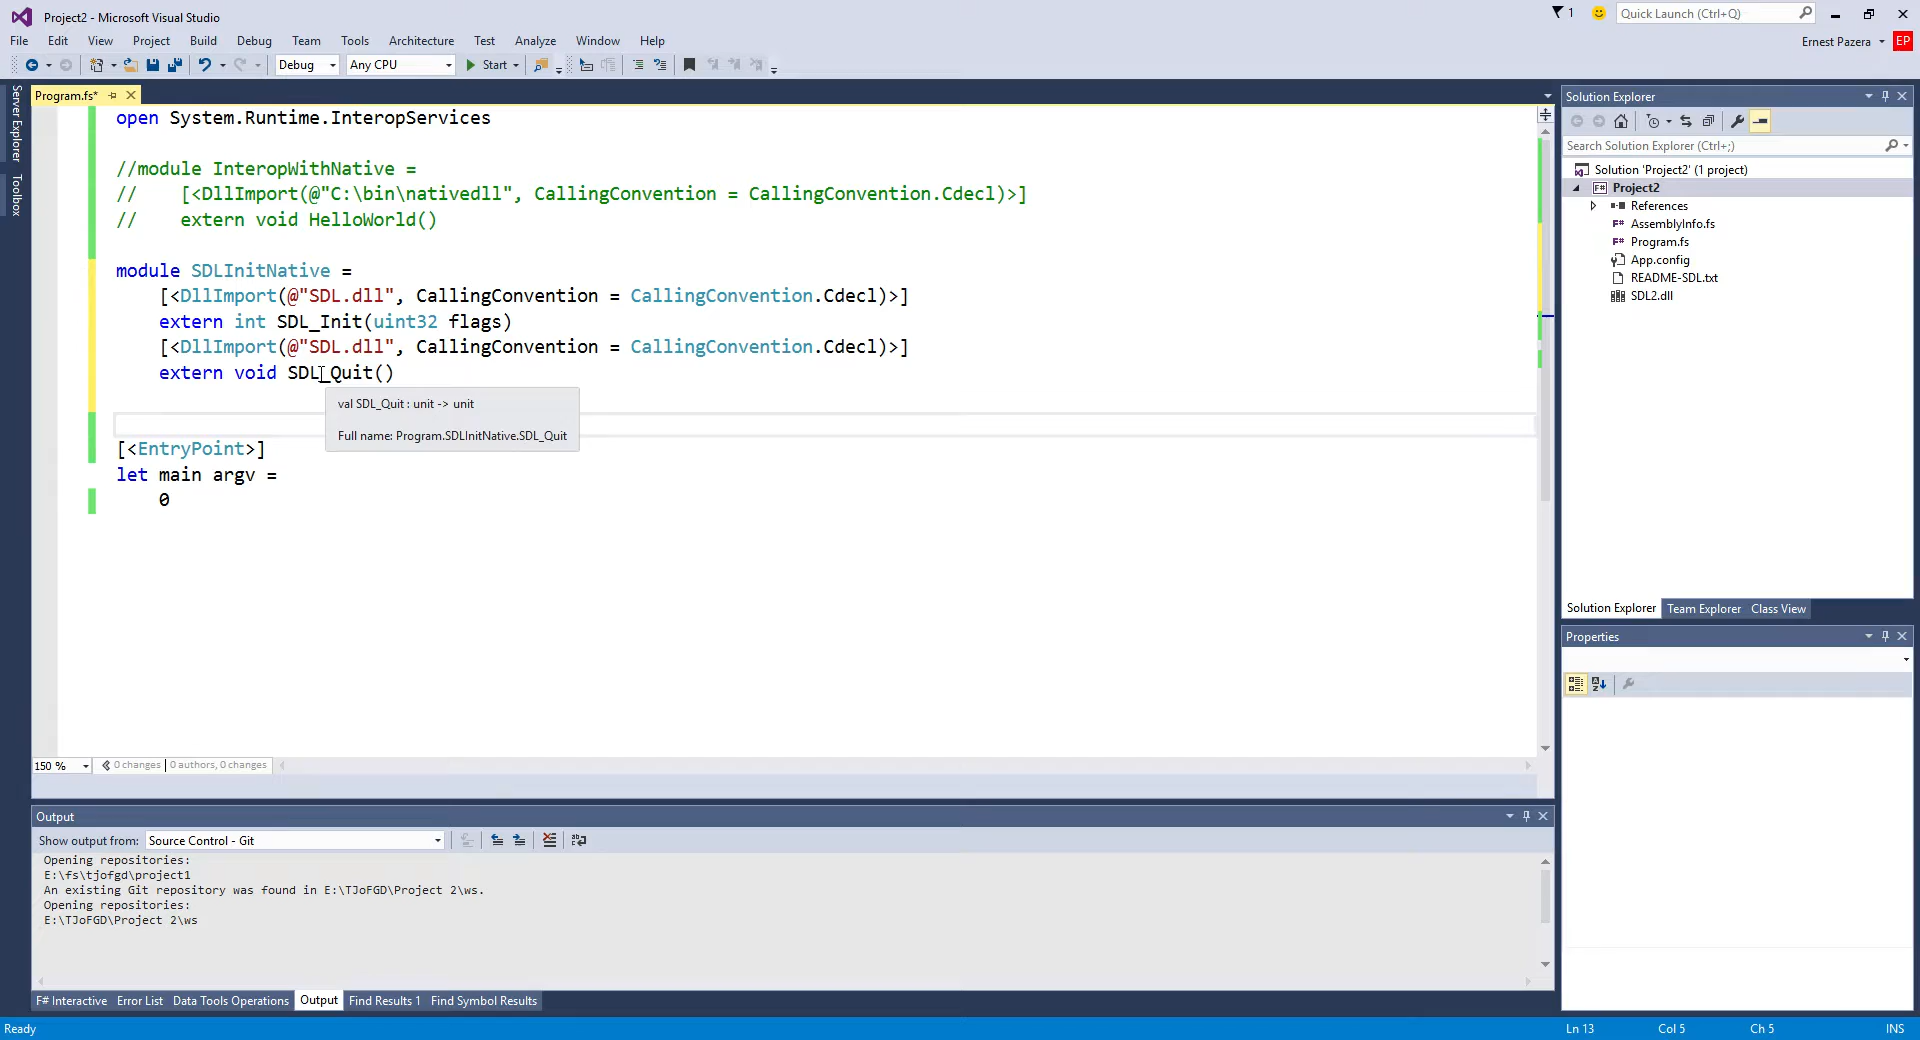 Project2 - Microsoft Visual Studio
1
Quick Launch (Ctrl+Q)
File Edit View Project Build Debug Team Tools Architecture Test Analyze Window Help
Ernest Pazera EP
Debug Any CPU Start
Server Explorer
Toolbox
Program.fs*
open System.Runtime.InteropServices
//module InteropWithNative =
//    [<DllImport(@"C:\bin\nativedll", CallingConvention = CallingConvention.Cdecl)>]
//    extern void HelloWorld()
module SDLInitNative =
    [<DllImport(@"SDL.dll", CallingConvention = CallingConvention.Cdecl)>]
    extern int SDL_Init(uint32 flags)
    [<DllImport(@"SDL.dll", CallingConvention = CallingConvention.Cdecl)>]
    extern void SDL_Quit()
val SDL_Quit : unit -> unit
Full name: Program.SDLInitNative.SDL_Quit
[<EntryPoint>]
let main argv =
    0
150 % 0 changes | 0 authors, 0 changes
Solution Explorer
Search Solution Explorer (Ctrl+;)
Solution 'Project2' (1 project)
Project2
References
AssemblyInfo.fs
Program.fs
App.config
README-SDL.txt
SDL2.dll
Solution Explorer Team Explorer Class View
Properties
Output
Show output from: Source Control - Git
Opening repositories:
E:\fs\tjofgd\project1
An existing Git repository was found in E:\TJoFGD\Project 2\ws.
Opening repositories:
E:\TJoFGD\Project 2\ws
F# Interactive Error List Data Tools Operations Output Find Results 1 Find Symbol Results
Ready Ln 13 Col 5 Ch 5 INS